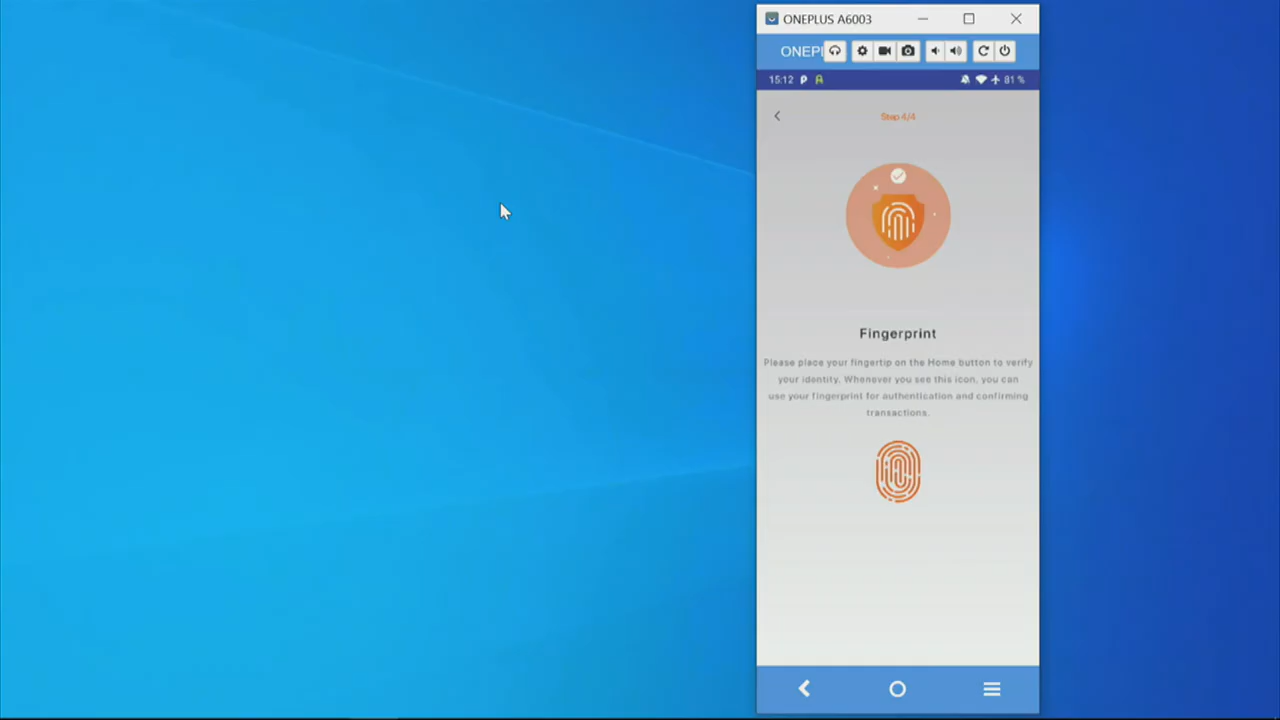 ONEPLUS A6003
ONEPL
15:12 P 81 %
Step 4/4
Fingerprint
Please place your fingertip on the Home button to verify
your identity. Whenever you see this icon, you can
use your fingerprint for authentication and confirming
transactions.